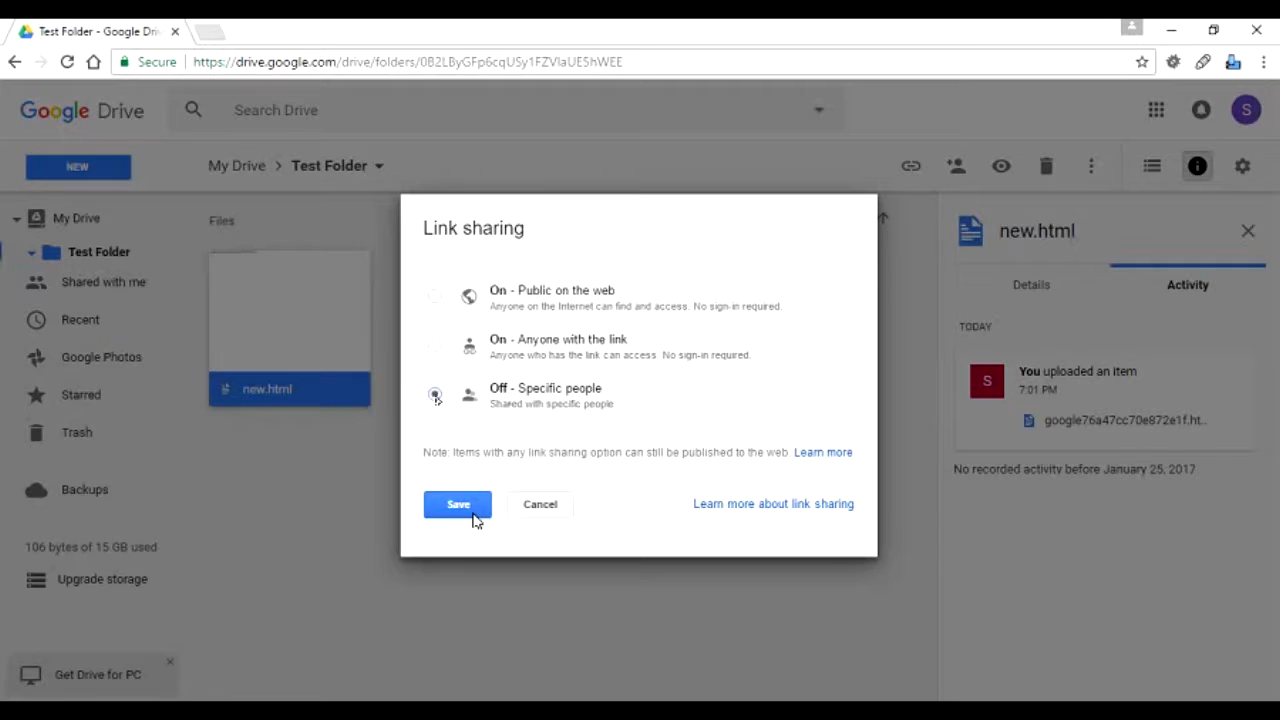 Test Folder - Google Dri
Secure
https://drive.google.com/drive/folders/0B2LByGFp6cqUSy1FZVlaUE5hWEE
Google Drive
Search Drive
S
NEW
My Drive > Test Folder
My Drive
Test Folder
Shared with me
Recent
Google Photos
Starred
Trash
Backups
106 bytes of 15 GB used
Upgrade storage
Get Drive for PC
Files
new.html
Link sharing
On - Public on the web
Anyone on the Internet can find and access. No sign-in required.
On - Anyone with the link
Anyone who has the link can access. No sign-in required.
Off - Specific people
Shared with specific people
Note: Items with any link sharing option can still be published to the web. Learn more
Save
Cancel
Learn more about link sharing
new.html
Details
Activity
TODAY
S
You uploaded an item
7:01 PM
google76a47cc70e872e1f.ht...
No recorded activity before January 25, 2017